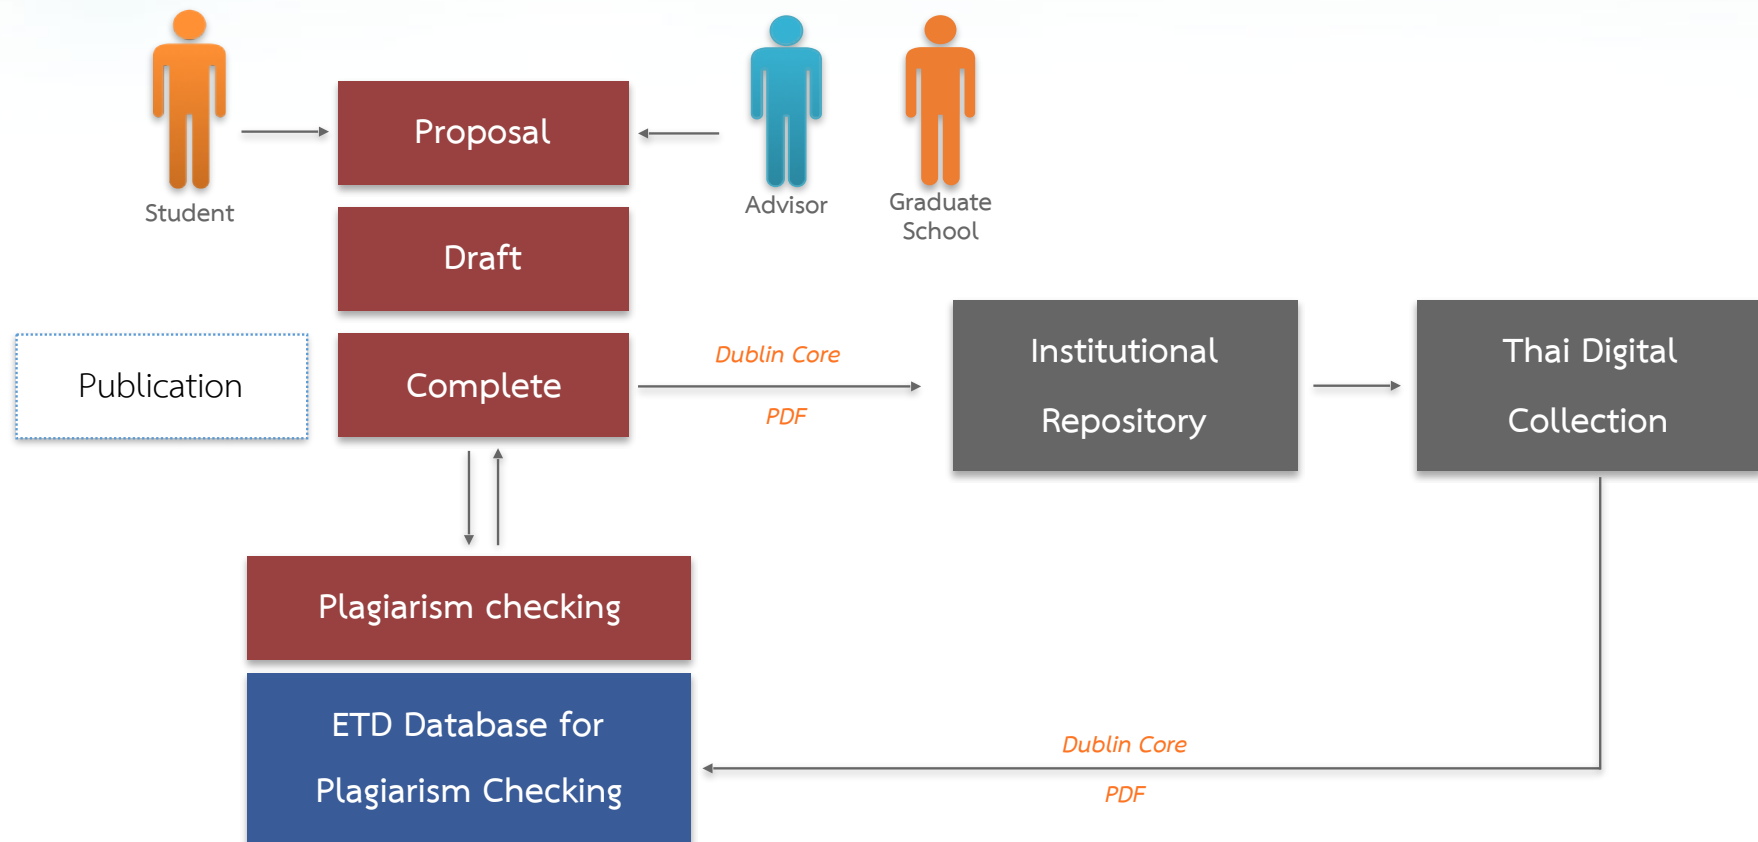 Proposal
Student
Advisor
Graduate
School
Draft
Publication
Complete
Dublin Core
PDF
Institutional
Repository
Thai Digital
Collection
Plagiarism checking
ETD Database for
Plagiarism Checking
Dublin Core
PDF